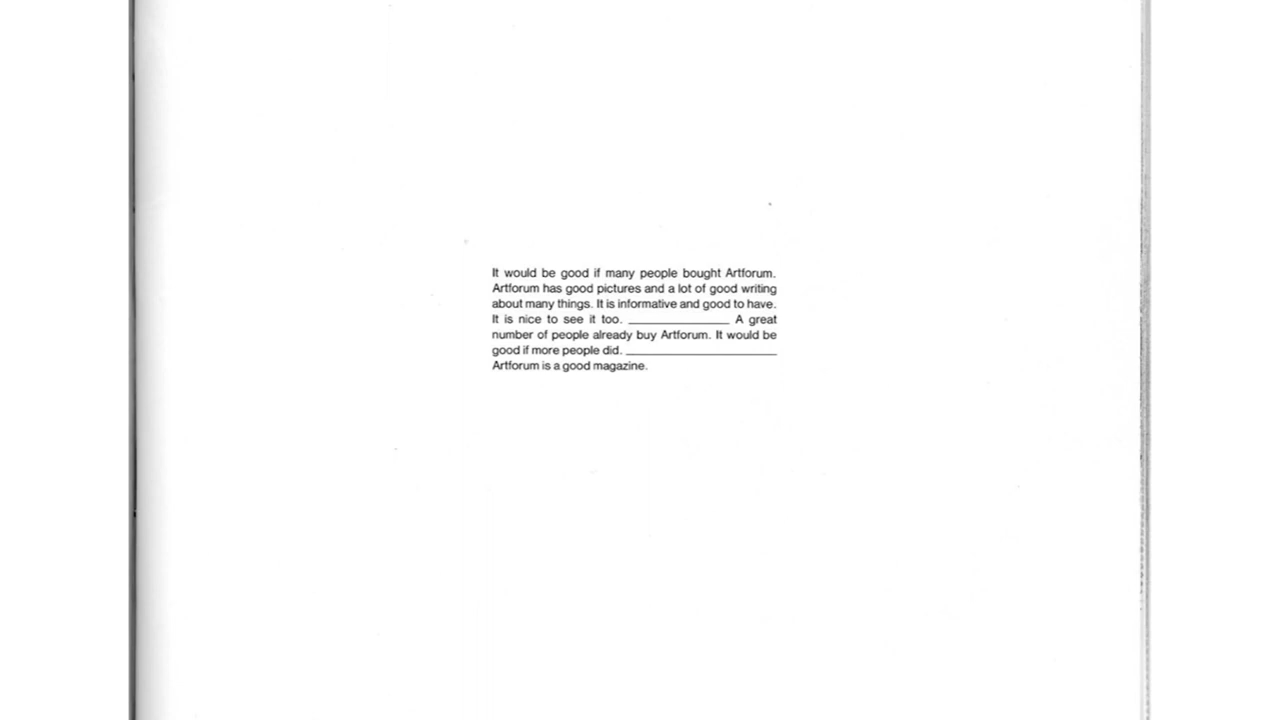 It would be good if many people bought Artforum.
Artforum has good pictures and a lot of good writing
about many things. It is informative and good to have.
It is nice to see it too. ______________ A great
number of people already buy Artforum. It would be
good if more people did. _____________________
Artforum is a good magazine.